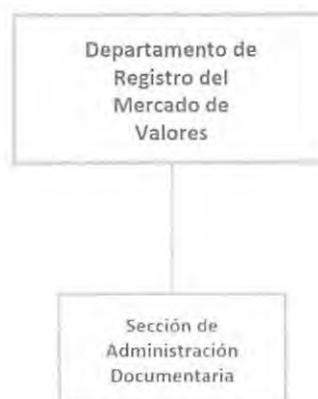 Departamento de
Registro del
Mercado de
Valores
Sección de
Administración
Documentaria